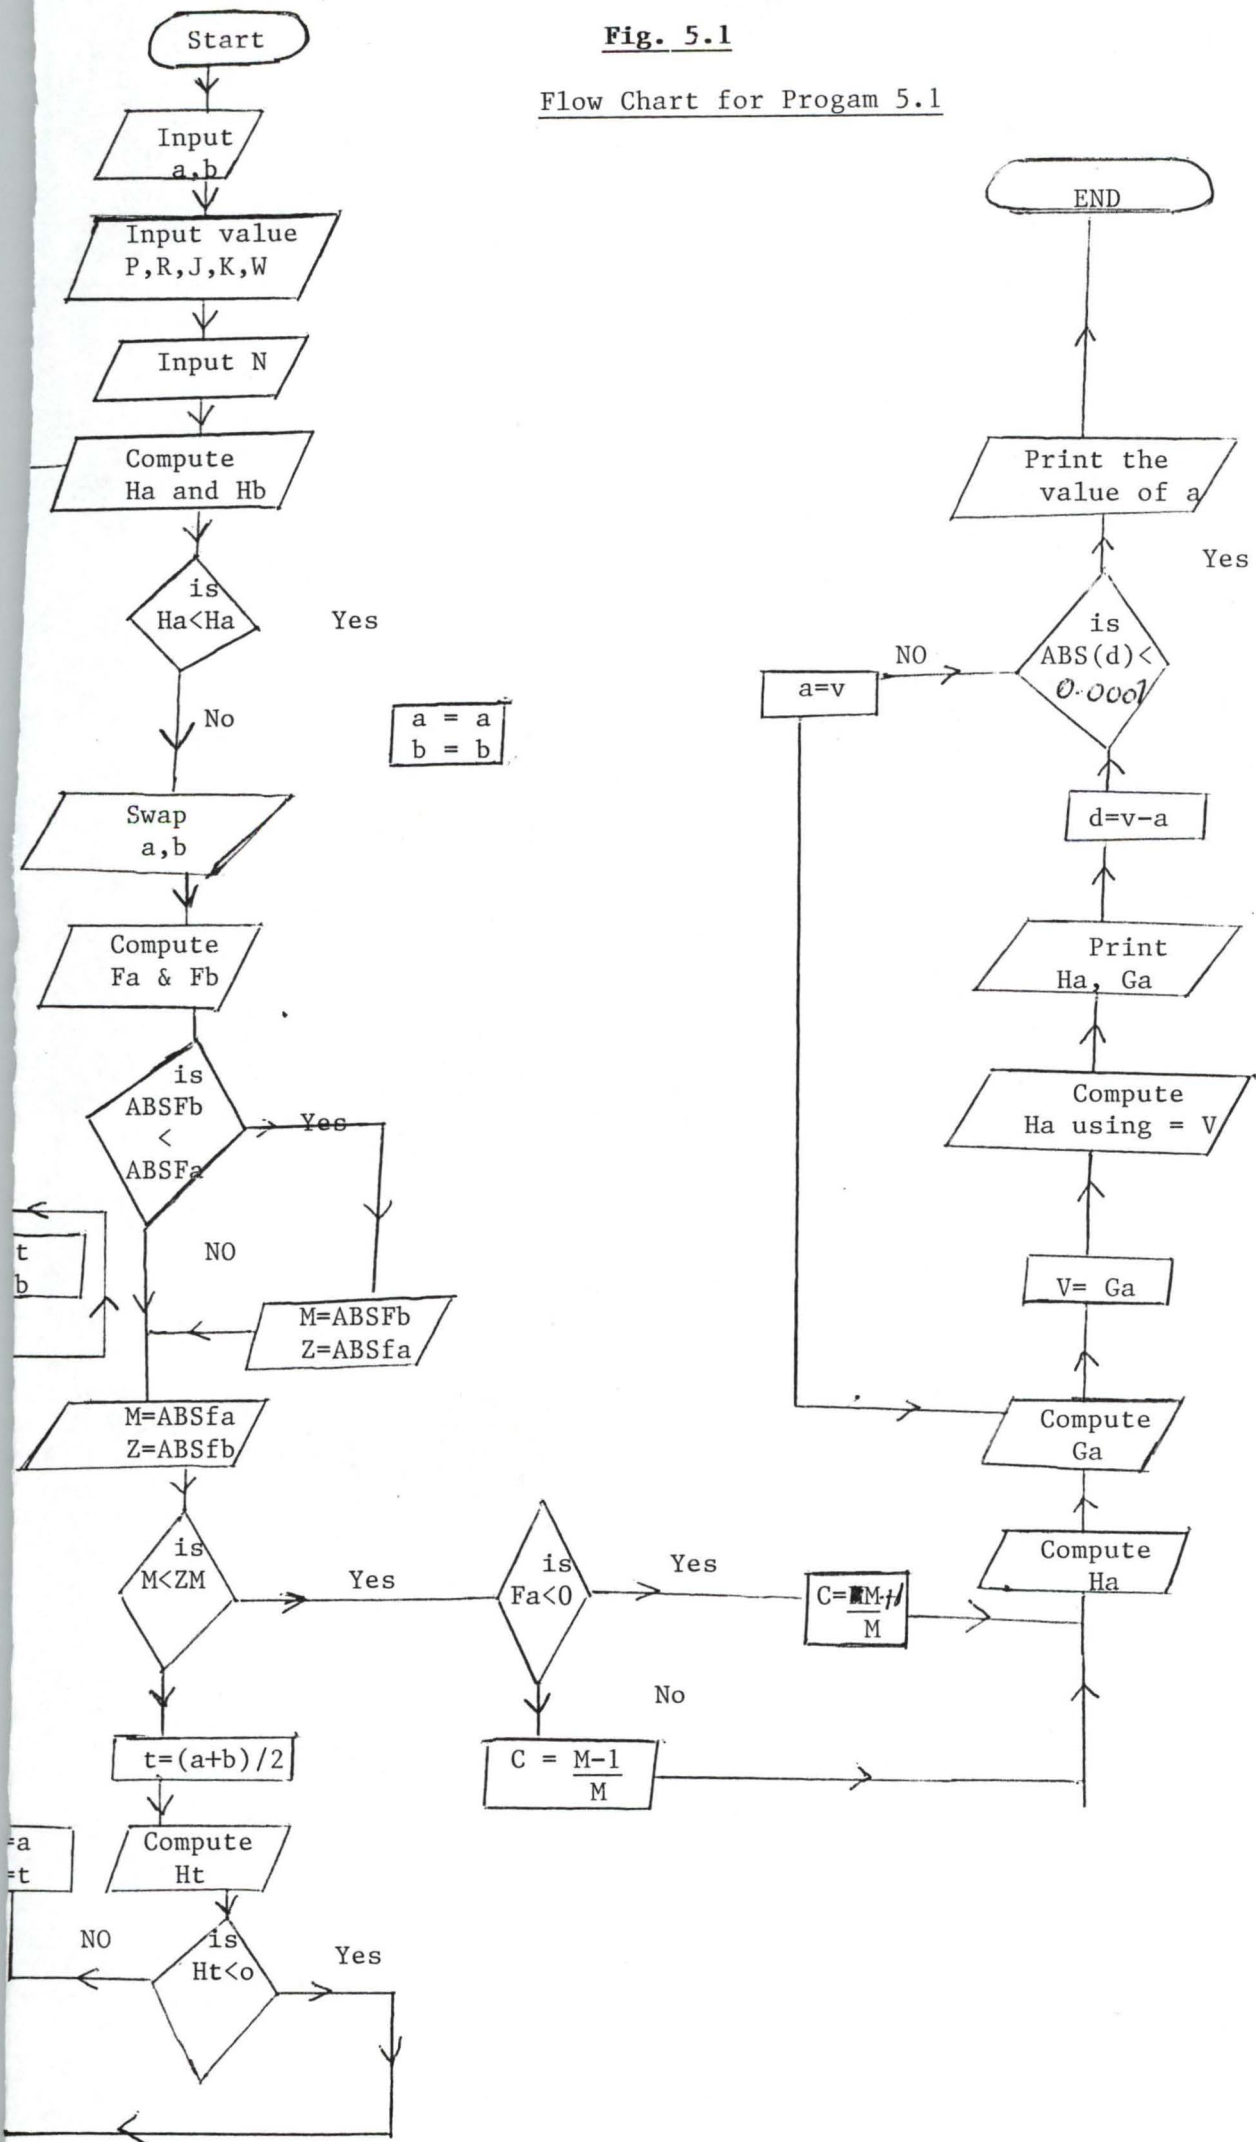 Fig. 5.1
Flow Chart for Progam 5.1
Start
Input
a,b
Input value
P,R,J,K,W
Input N
Compute
Ha and Hb
is
Ha<Ha
Yes
No
a = a
b = b
Swap
a,b
Compute
Fa & Fb
is
ABSFb
<
ABSFa
Yes
NO
t
b
M=ABSFb
Z=ABSfa
M=ABSfa
Z=ABSfb
is
M<ZM
Yes
t=(a+b)/2
Compute
Ht
=a
=t
is
Ht<o
NO
Yes
is
Fa<0
Yes
No
C = M-1
M
C= M+1
M
Compute
Ha
Compute
Ga
V= Ga
Compute
Ha using = V
Print
Ha, Ga
d=v-a
is
ABS(d)<
0.0001
NO
a=v
Yes
Print the
value of a
END